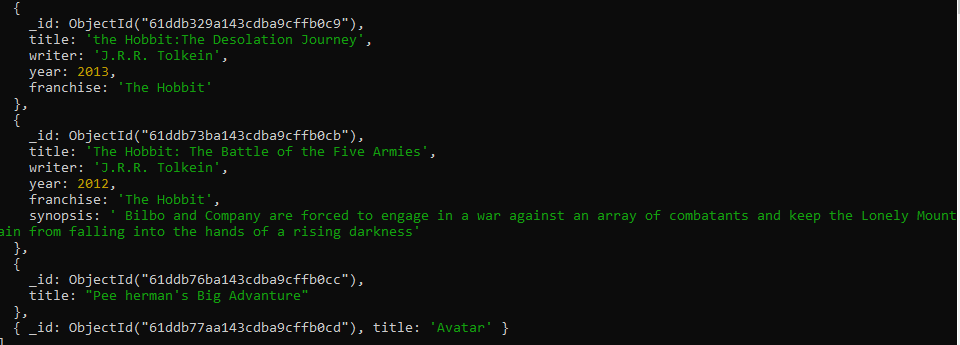 {
_id: ObjectId("61ddb329a143cdba9cffb0c9"),
title: 'the Hobbit:The Desolation Journey',
writer: 'J.R.R. Tolkein',
year: 2013,
franchise: 'The Hobbit'
},
{
_id: ObjectId("61ddb73ba143cdba9cffb0cb"),
title: 'The Hobbit: The Battle of the Five Armies',
writer: 'J.R.R. Tolkein',
year: 2012,
franchise: 'The Hobbit',
synopsis: ' Bilbo and Company are forced to engage in a war against an array of combatants and keep the Lonely Mount
ain from falling into the hands of a rising darkness'
},
{
_id: ObjectId("61ddb76ba143cdba9cffb0cc"),
title: "Pee herman's Big Advanture"
},
{ _id: ObjectId("61ddb77aa143cdba9cffb0cd"), title: 'Avatar' }
]